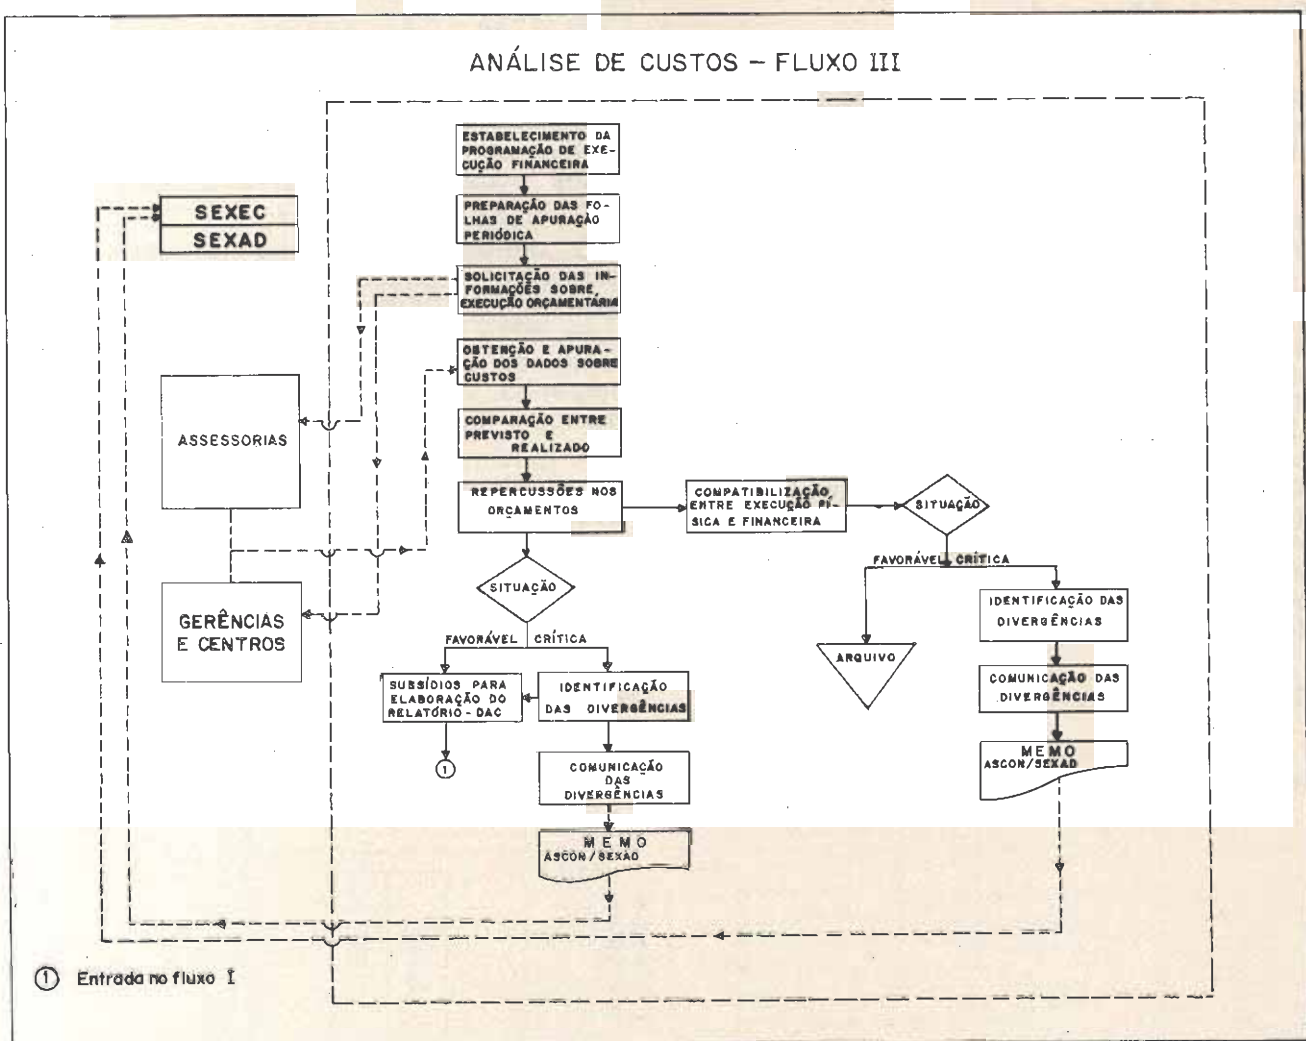 ANÁLISE DE CUSTOS – FLUXO III
ESTABELECIMENTO DA
PROGRAMAÇÃO DE EXE-
CUÇÃO FINANCEIRA
PREPARAÇÃO DAS FO-
LHAS DE APURAÇÃO
PERIÓDICA
SEXEC
SEXAD
SOLICITAÇÃO DAS IN-
FORMAÇÕES SOBRE
EXECUÇÃO ORÇAMENTÁRIA
OBTENÇÃO E APURA-
ÇÃO DOS DADOS SOBRE
CUSTOS
ASSESSORIAS
COMPARAÇÃO ENTRE
PREVISTO E
REALIZADO
REPERCUSSÕES NOS
ORÇAMENTOS
COMPATIBILIZAÇÃO
ENTRE EXECUÇÃO FÍ-
SICA E FINANCEIRA
SITUAÇÃO
FAVORÁVEL CRÍTICA
SITUAÇÃO
GERÊNCIAS
E CENTROS
IDENTIFICAÇÃO DAS
DIVERGÊNCIAS
FAVORÁVEL CRÍTICA
ARQUIVO
SUBSÍDIOS PARA
ELABORAÇÃO DO
RELATÓRIO-DAC
IDENTIFICAÇÃO
DAS DIVERGÊNCIAS
COMUNICAÇÃO DAS
DIVERGÊNCIAS
1
COMUNICAÇÃO
DAS
DIVERGÊNCIAS
MEMO
ASCON/SEXAD
MEMO
ASCON/SEXAD
1 Entrada no fluxo I